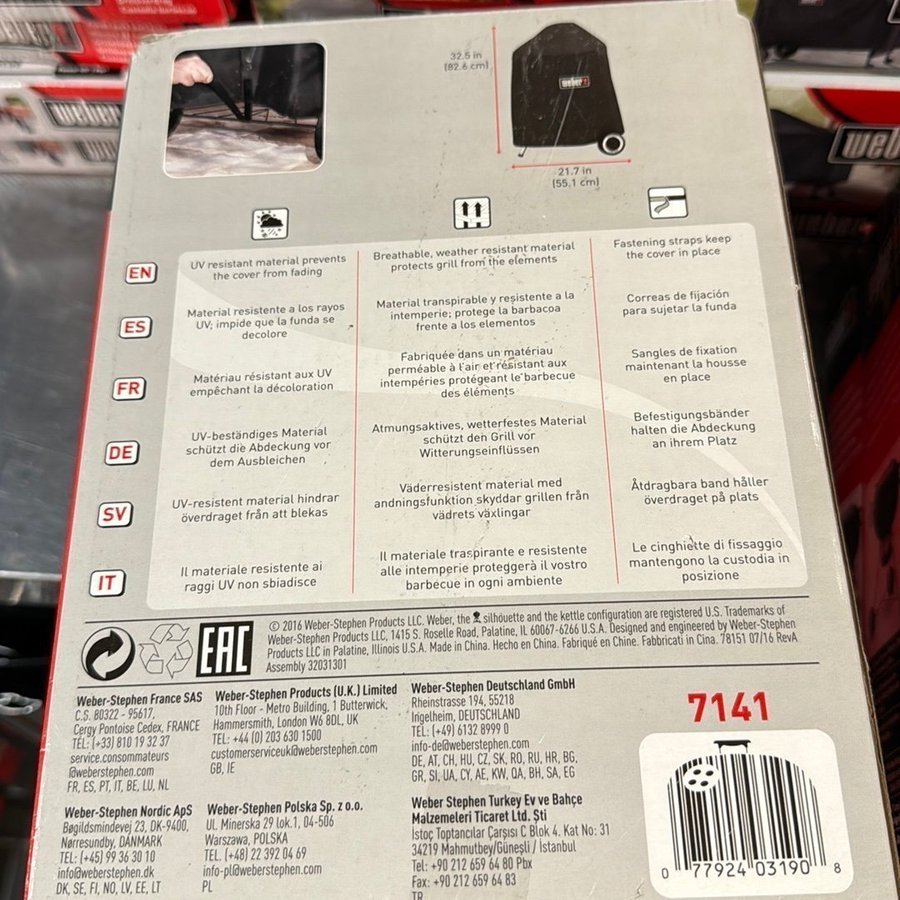 weber
weber
32.5 in
(82.6 cm)
weber
21.7 in
(55.1 cm)
EN
UV resistant material prevents
the cover from fading
Breathable, weather resistant material
protects grill from the elements
Fastening straps keep
the cover in place
ES
Material resistente a los rayos
UV; impide que la funda se
decolore
Material transpirable y resistente a la
intemperie; protege la barbacoa
frente a los elementos
Correas de fijación
para sujetar la funda
FR
Matériau résistant aux UV
empêchant la décoloration
Fabriquée dans un matériau
perméable à l'air et résistant aux
intempéries protégeant le barbecue
des éléments
Sangles de fixation
maintenant la housse
en place
DE
UV-beständiges Material
schützt die Abdeckung vor
dem Ausbleichen
Atmungsaktives, wetterfestes Material
schützt den Grill vor
Witterungseinflüssen
Befestigungsbänder
halten die Abdeckung
an ihrem Platz
SV
UV-resistent material hindrar
överdraget från att blekas
Väderresistent material med
andningsfunktion skyddar grillen från
vädrets växlingar
Åtdragbara band håller
överdraget på plats
IT
Il materiale resistente ai
raggi UV non sbiadisce
Il materiale traspirante e resistente
alle intemperie proteggerà il vostro
barbecue in ogni ambiente
Le cinghiette di fissaggio
mantengono la custodia in
posizione
EAC
© 2016 Weber-Stephen Products LLC. Weber, the silhouette and the kettle configuration are registered U.S. Trademarks of
Weber-Stephen Products LLC, 1415 S. Roselle Road, Palatine, IL 60067-6266 U.S.A. Designed and engineered by Weber-Stephen
Products LLC in Palatine, Illinois U.S.A. Made in China. Hecho en China. Fabriqué en Chine. Fabbricati in Cina. 78151 07/16 RevA
Assembly 32031301
Weber-Stephen France SAS
C.S. 80322 - 95617,
Cergy Pontoise Cedex, FRANCE
TÉL: (+33) 810 19 32 37
service.consommateurs
@weberstephen.com
FR, ES, PT, IT, BE, LU, NL
Weber-Stephen Products (U.K.) Limited
10th Floor - Metro Building, 1 Butterwick,
Hammersmith, London W6 8DL, UK
TEL: +44 (0) 203 630 1500
customerserviceuk@weberstephen.com
GB, IE
Weber-Stephen Deutschland GmbH
Rheinstrasse 194, 55218
Ingelheim, DEUTSCHLAND
TEL: (+49) 6132 8999 0
info-de@weberstephen.com
DE, AT, CH, HU, CZ, SK, RO, RU, HR, BG,
GR, SI, UA, CY, AE, KW, QA, BH, SA, EG
7141
Weber-Stephen Nordic ApS
Bøgildsmindevej 23, DK-9400,
Nørresundby, DANMARK
TEL: (+45) 99 36 30 10
info@weberstephen.dk
DK, SE, FI, NO, LV, EE, LT
Weber-Stephen Polska Sp. z o.o.
Ul. Minerska 29 lok.1, 04-506
Warszawa, POLSKA
TEL. (+48) 22 392 04 69
info-pl@weberstephen.com
PL
Weber Stephen Turkey Ev ve Bahçe
Malzemeleri Ticaret Ltd. Şti
İstoç Toptancılar Çarşısı C Blok 4. Kat No: 31
34219 Mahmutbey/Güneşli / İstanbul
Tel: +90 212 659 64 80 Pbx
Fax: +90 212 659 64 83
TR
0 77924 03190 8